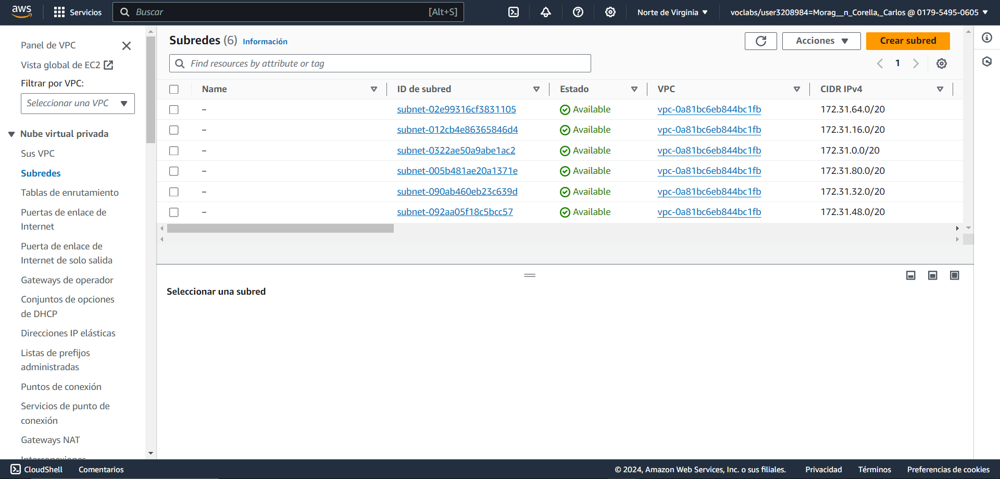 aws
Servicios
Buscar
[Alt+S]
Norte de Virginia
voclabs/user3208984=Morag__n_Corella,_Carlos @ 0179-5495-0605
Panel de VPC
Vista global de EC2
Filtrar por VPC:
Seleccionar una VPC
Nube virtual privada
Sus VPC
Subredes
Tablas de enrutamiento
Puertas de enlace de
Internet
Puerta de enlace de
Internet de solo salida
Gateways de operador
Conjuntos de opciones
de DHCP
Direcciones IP elásticas
Listas de prefijos
administradas
Puntos de conexión
Servicios de punto de
conexión
Gateways NAT
Interconexiones
Subredes (6) Información
Acciones
Crear subred
Find resources by attribute or tag
1
Name ID de subred Estado VPC CIDR IPv4
– subnet-02e99316cf3831105 Available vpc-0a81bc6eb844bc1fb 172.31.64.0/20
– subnet-012cb4e86365846d4 Available vpc-0a81bc6eb844bc1fb 172.31.16.0/20
– subnet-0322ae50a9abe1ac2 Available vpc-0a81bc6eb844bc1fb 172.31.0.0/20
– subnet-005b481ae20a1371e Available vpc-0a81bc6eb844bc1fb 172.31.80.0/20
– subnet-090ab460eb23c639d Available vpc-0a81bc6eb844bc1fb 172.31.32.0/20
– subnet-092aa05f18c5bcc57 Available vpc-0a81bc6eb844bc1fb 172.31.48.0/20
Seleccionar una subred
CloudShell
Comentarios
© 2024, Amazon Web Services, Inc. o sus filiales.
Privacidad
Términos
Preferencias de cookies